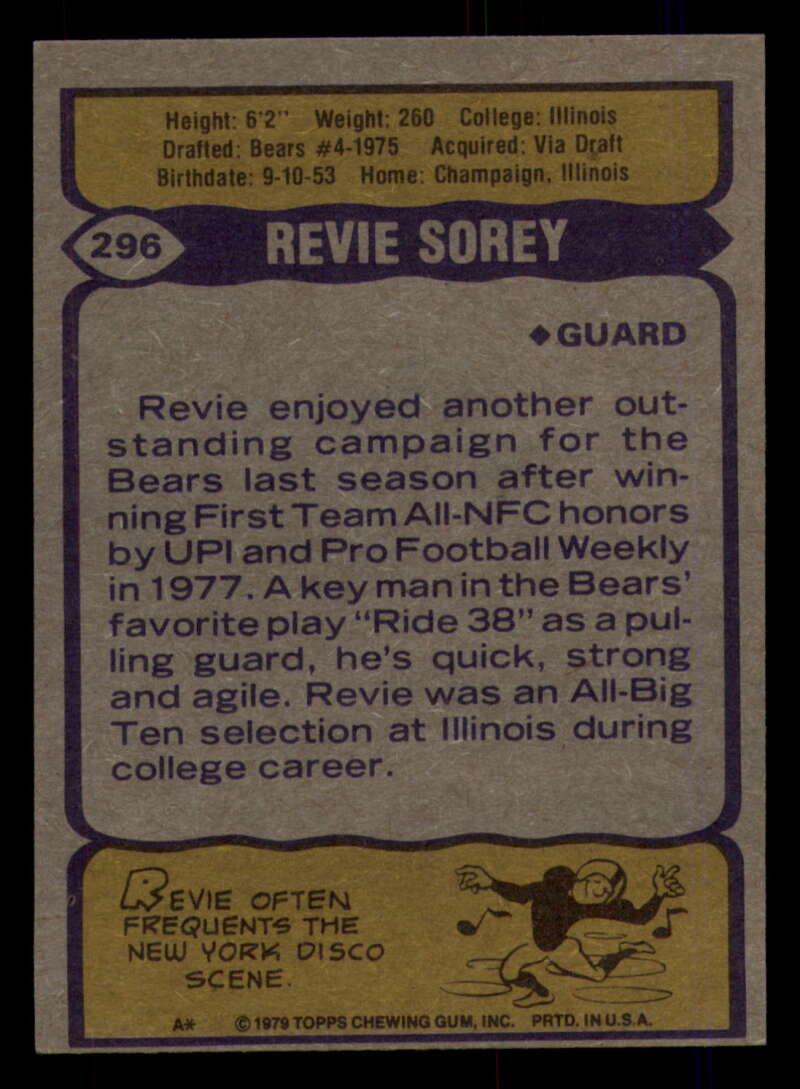 Height: 6'2" Weight: 260 College: Illinois
Drafted: Bears #4-1975 Acquired: Via Draft
Birthdate: 9-10-53 Home: Champaign, Illinois
296 REVIE SOREY
◆GUARD
Revie enjoyed another out-
standing campaign for the
Bears last season after win-
ning First Team All-NFC honors
by UPI and Pro Football Weekly
in 1977. A key man in the Bears'
favorite play "Ride 38" as a pul-
ling guard, he's quick, strong
and agile. Revie was an All-Big
Ten selection at Illinois during
college career.
REVIE OFTEN
FREQUENTS THE
NEW YORK DISCO
SCENE.
A* © 1979 TOPPS CHEWING GUM, INC. PRTD. IN U.S.A.